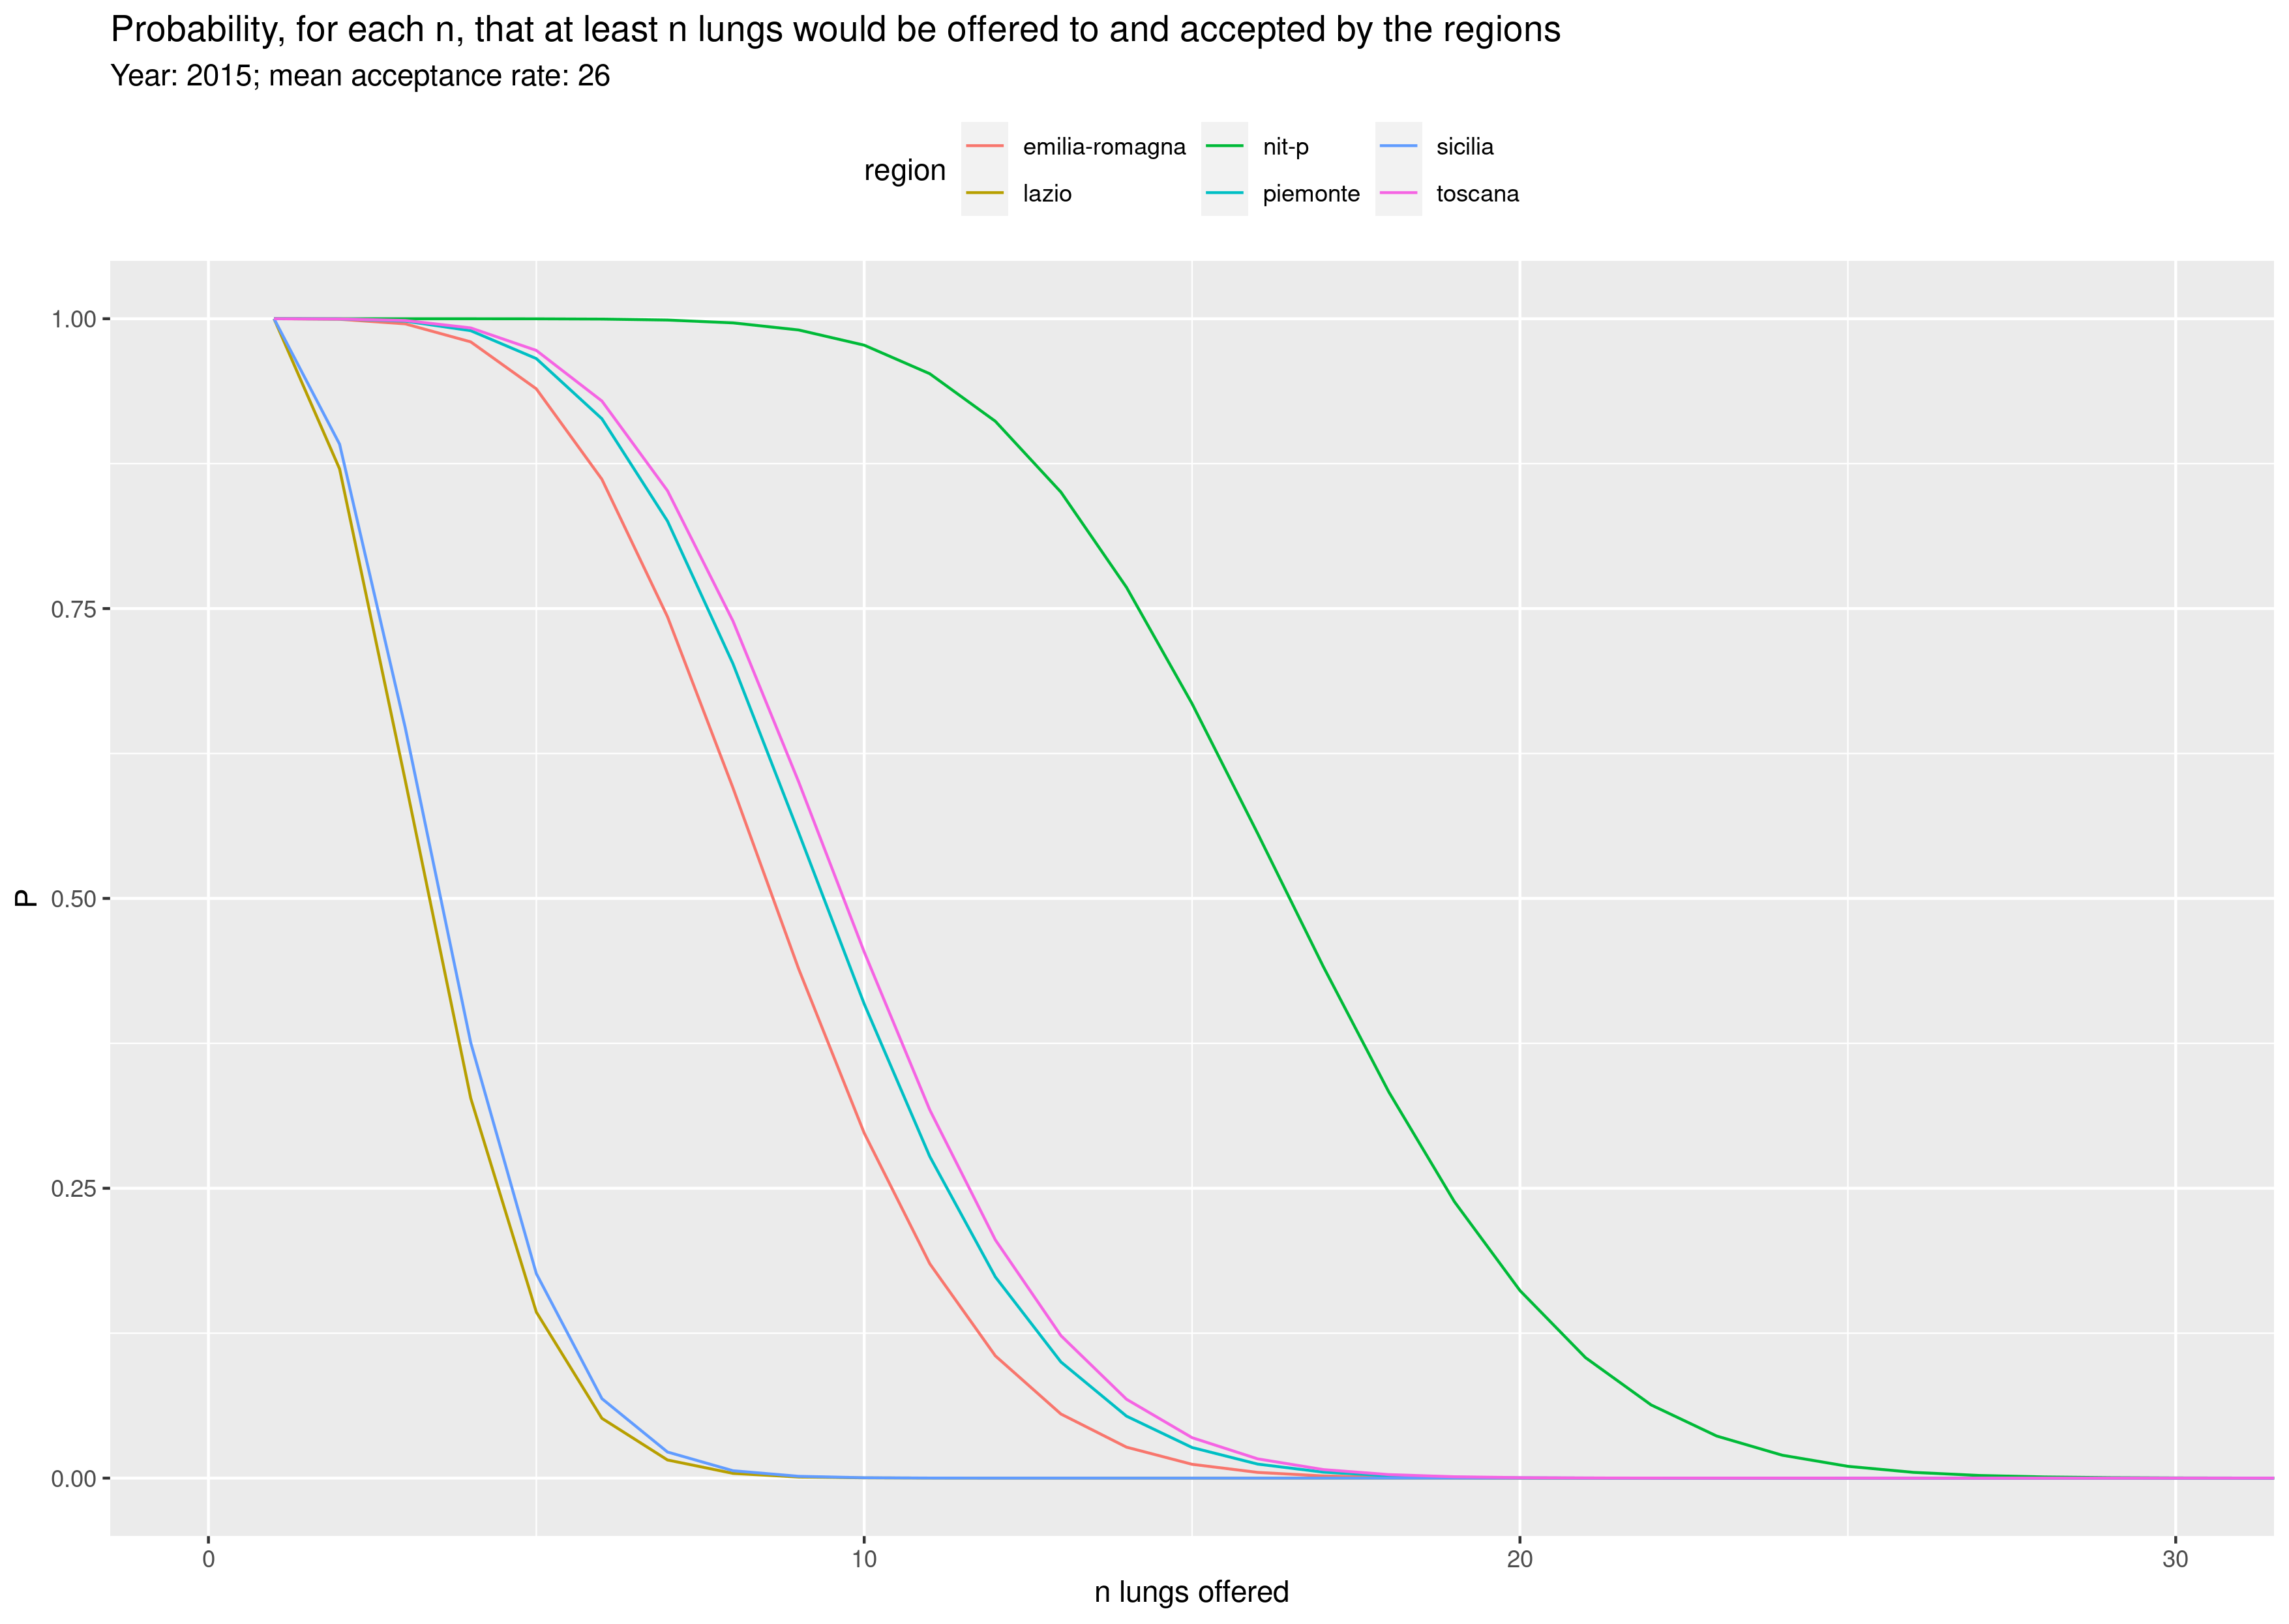 Probability, for each n, that at least n lungs would be offered to and accepted by the regions
Year: 2015; mean acceptance rate: 26
region
emilia-romagna
nit-p
sicilia
lazio
piemonte
toscana
1.00
0.75
0.50
0.25
0.00
P
0
10
20
30
n lungs offered